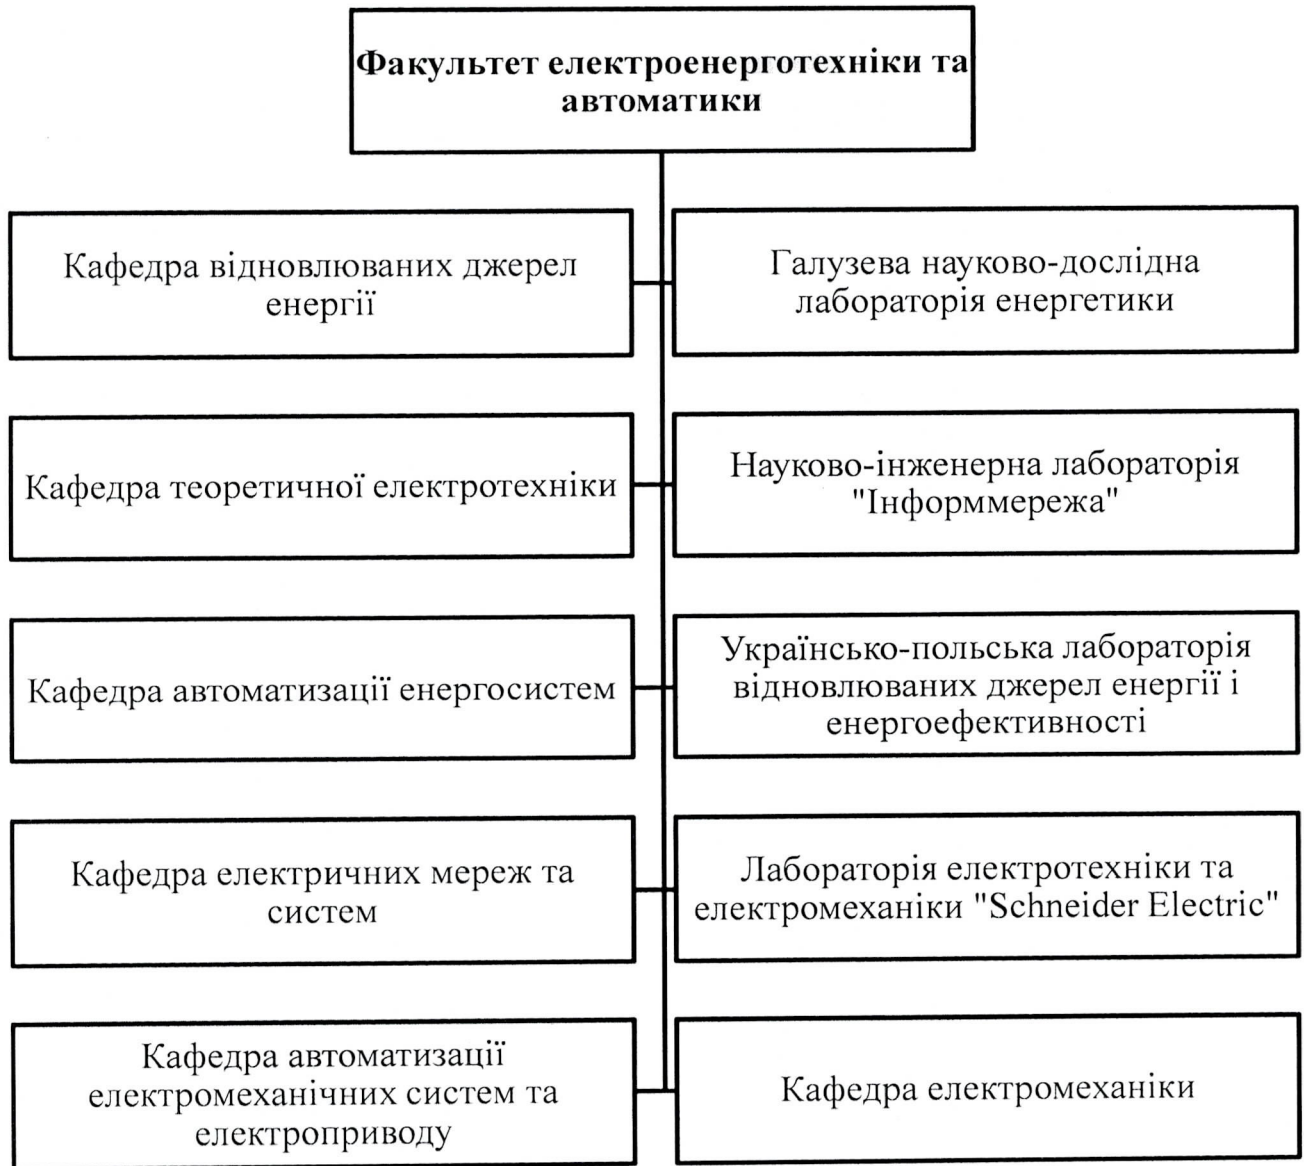 Факультет електроенерготехніки та
автоматики
Кафедра відновлюваних джерел
енергії
Галузева науково-дослідна
лабораторія енергетики
Кафедра теоретичної електротехніки
Науково-інженерна лабораторія
"Інформмережа"
Кафедра автоматизації енергосистем
Українсько-польська лабораторія
відновлюваних джерел енергії і
енергоефективності
Кафедра електричних мереж та
систем
Лабораторія електротехніки та
електромеханіки "Schneider Electric"
Кафедра автоматизації
електромеханічних систем та
електроприводу
Кафедра електромеханіки